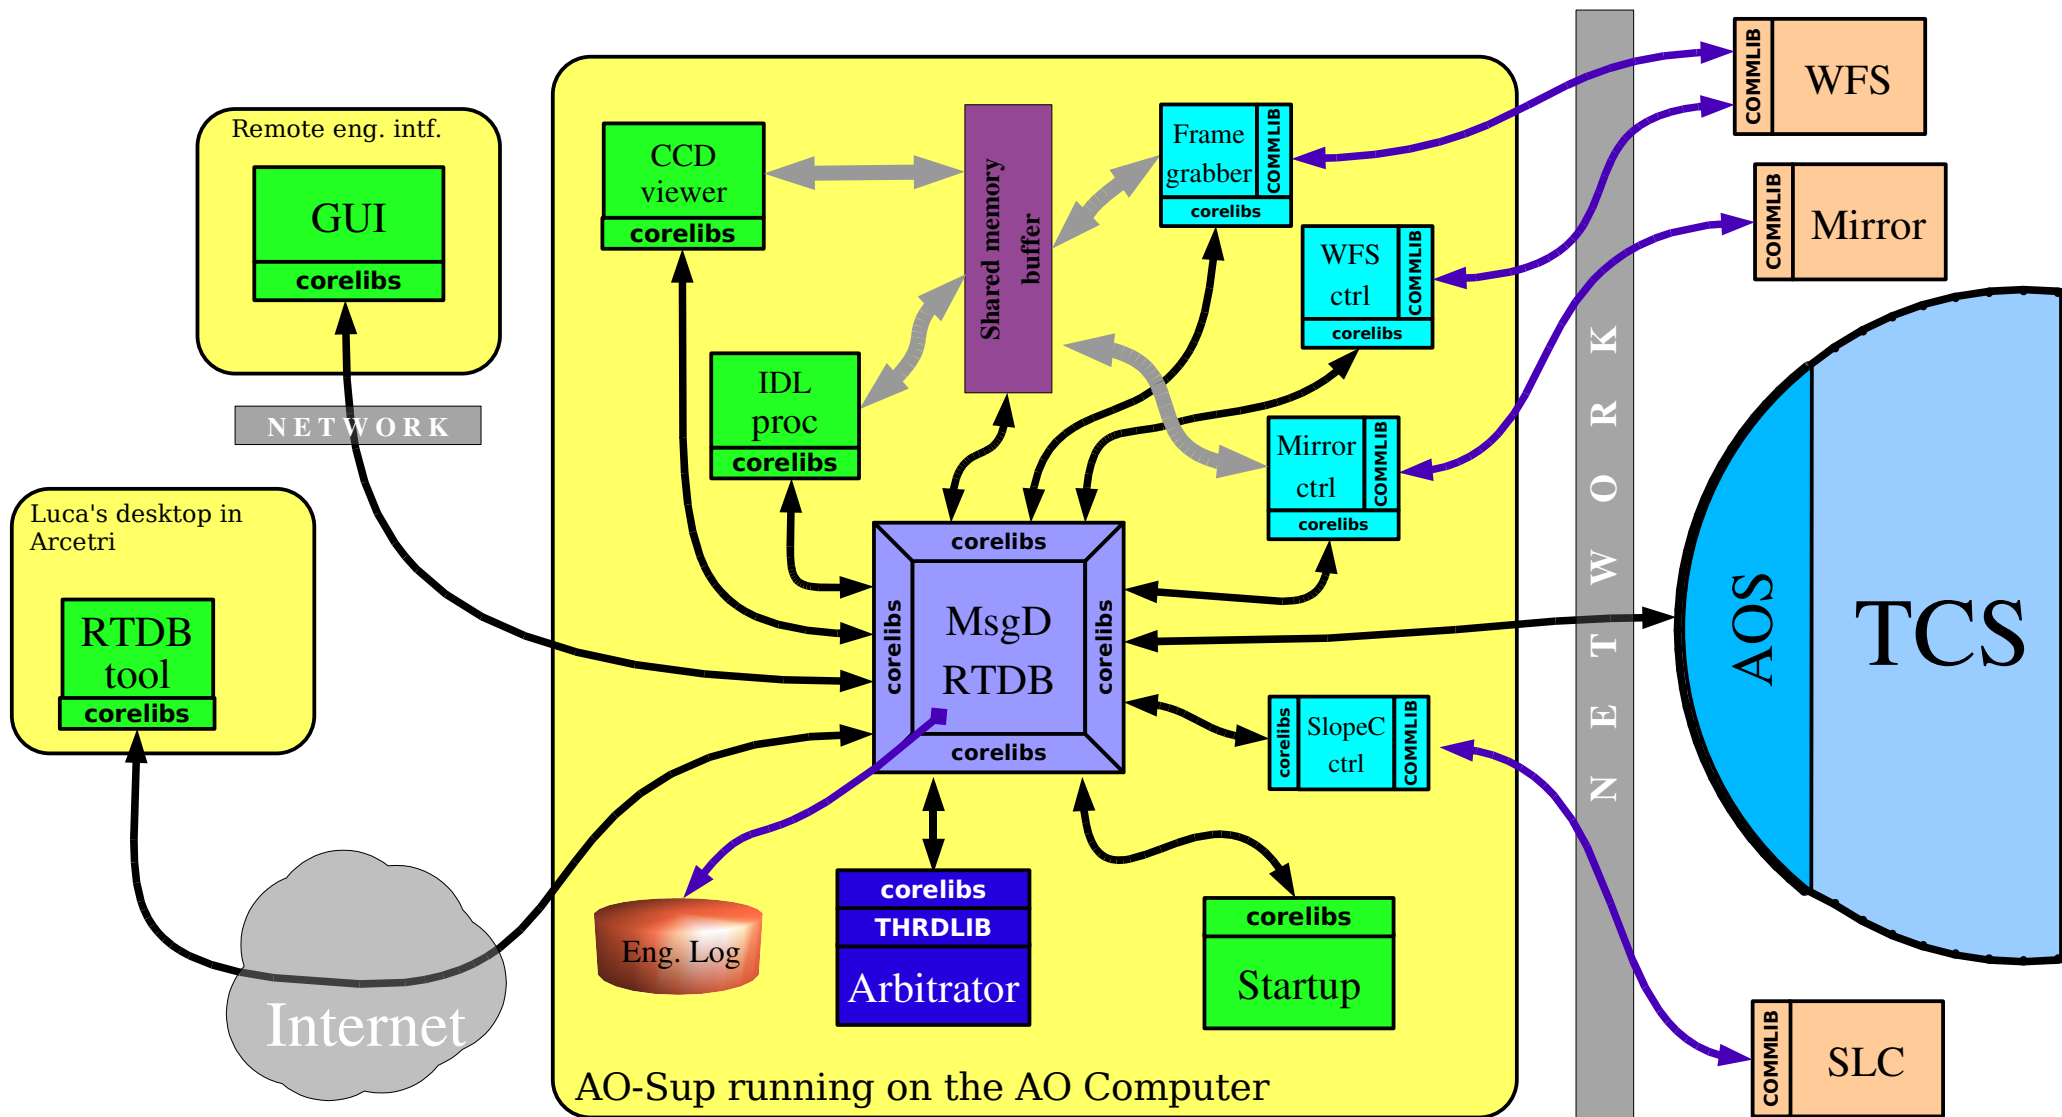 Remote eng. intf.
GUI
corelibs
NETWORK
Luca's desktop in
Arcetri
RTDB
tool
corelibs
Internet
CCD
viewer
corelibs
IDL
proc
corelibs
Shared memory
buffer
Frame
grabber
COMMLIB
corelibs
WFS
ctrl
COMMLIB
corelibs
Mirror
ctrl
COMMLIB
corelibs
corelibs
corelibs
MsgD
RTDB
corelibs
corelibs
corelibs
SlopeC
ctrl
COMMLIB
Eng. Log
corelibs
THRDLIB
Arbitrator
corelibs
Startup
AO-Sup running on the AO Computer
NETWORK
COMMLIB
WFS
COMMLIB
Mirror
AOS
TCS
COMMLIB
SLC